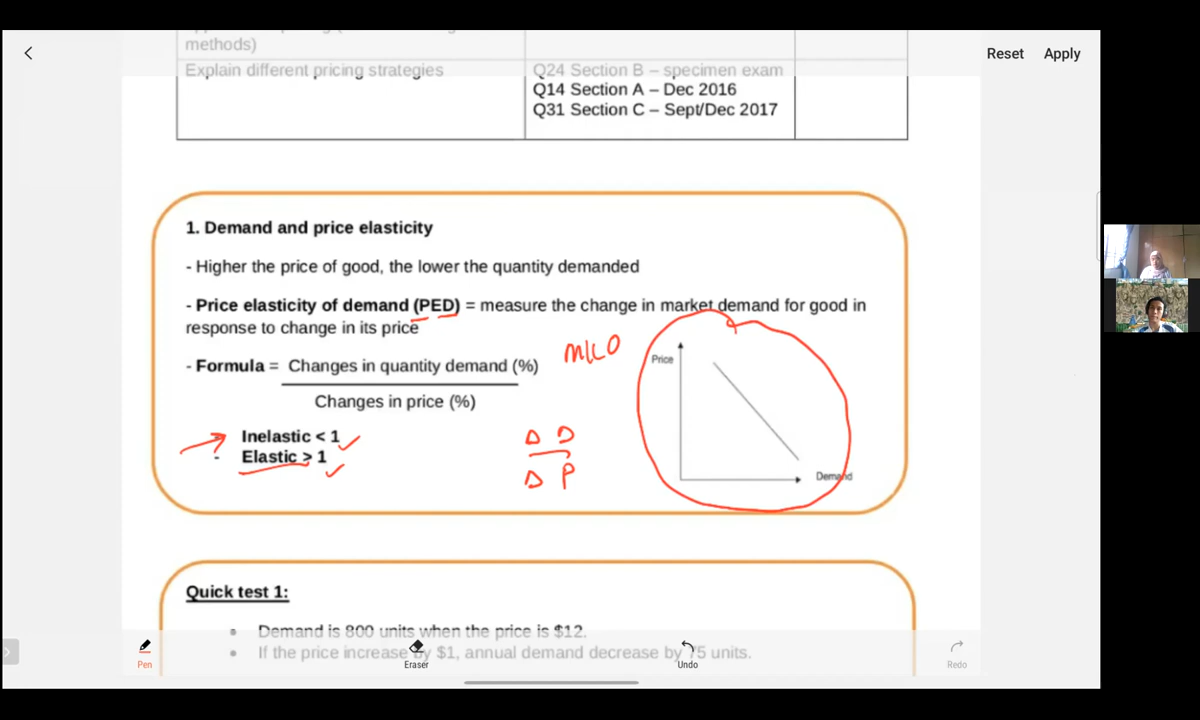 methods)
Explain different pricing strategies
Q24 Section B – specimen exam
Q14 Section A – Dec 2016
Q31 Section C – Sept/Dec 2017
Reset
Apply
1. Demand and price elasticity
- Higher the price of good, the lower the quantity demanded
- Price elasticity of demand (PED) = measure the change in market demand for good in
response to change in its price
- Formula = Changes in quantity demand (%)
Changes in price (%)
Price
Demand
Inelastic < 1
- Elastic > 1
Δ D
Δ P
Quick test 1:
• Demand is 800 units when the price is $12.
• If the price increase by $1, annual demand decrease by 75 units.
Pen
Eraser
Undo
Redo